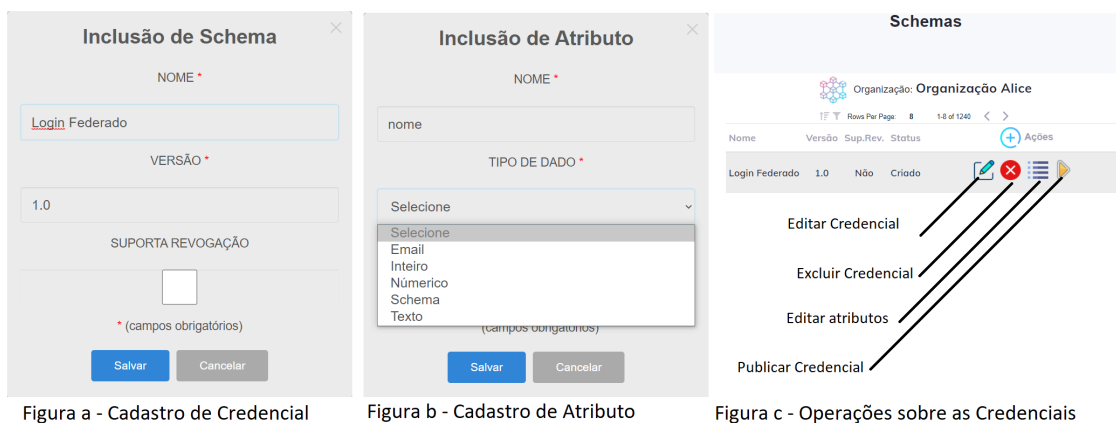 Inclusão de Schema
NOME *
Login Federado
VERSÃO *
1.0
SUPORTA REVOGAÇÃO
* (campos obrigatórios)
Salvar Cancelar
Figura a - Cadastro de Credencial
Inclusão de Atributo
NOME *
nome
TIPO DE DADO *
Selecione
Selecione
Email
Inteiro
Númerico
Schema
Texto
(campos obrigatórios)
Salvar Cancelar
Figura b - Cadastro de Atributo
Schemas
Organização: Organização Alice
Rows Per Page: 8 1-8 of 1240
Nome Versão Sup.Rev. Status Ações
Login Federado 1.0 Não Criado
Editar Credencial
Excluir Credencial
Editar atributos
Publicar Credencial
Figura c - Operações sobre as Credenciais